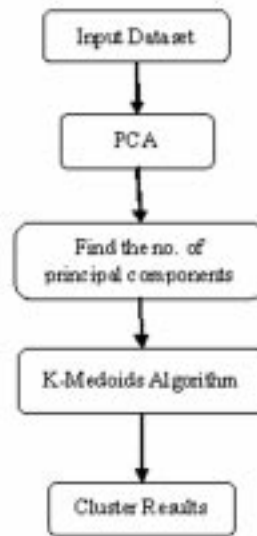 Input Dataset
PCA
Find the no. of
principal components
K-Medoids Algorithm
Cluster Results